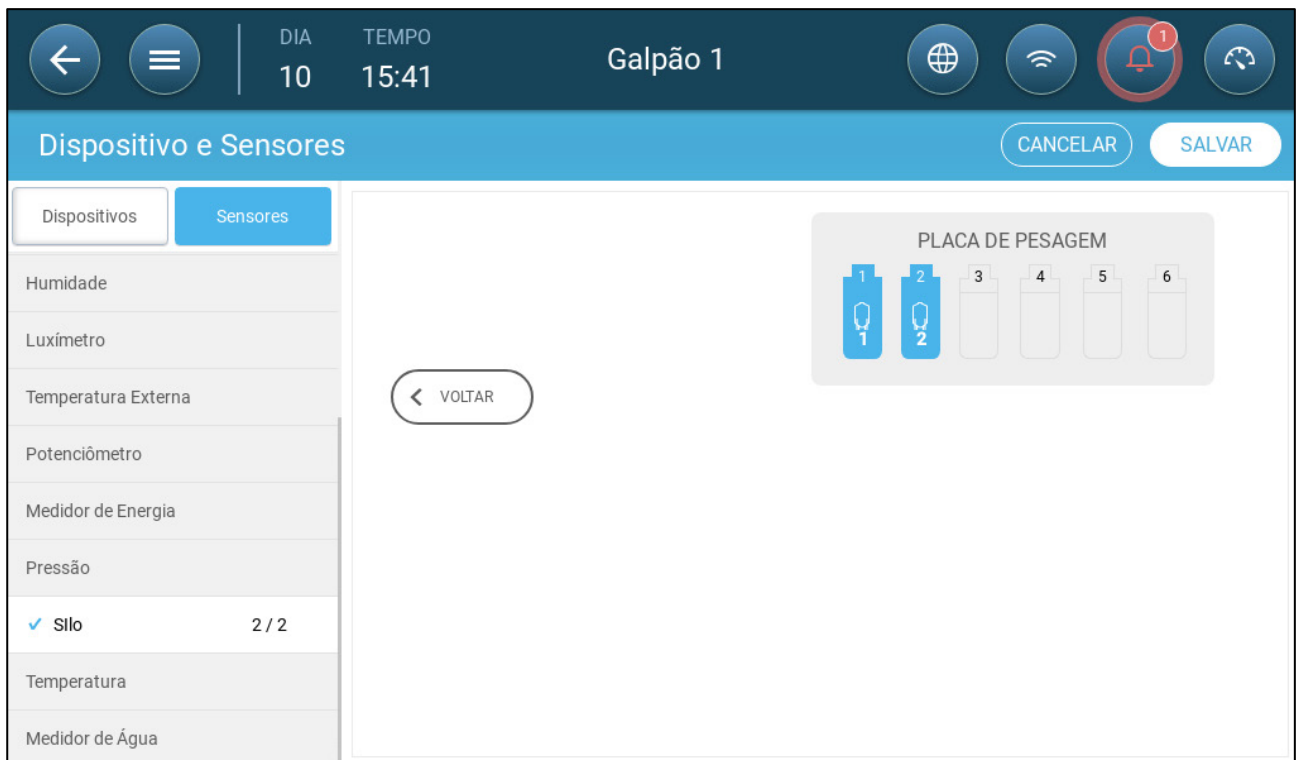 DIA TEMPO
10 15:41
Galpão 1
1
Dispositivo e Sensores
CANCELAR SALVAR
Dispositivos Sensores
Humidade
Luxímetro
Temperatura Externa
Potenciômetro
Medidor de Energia
Pressão
SIlo 2 / 2
Temperatura
Medidor de Água
VOLTAR
PLACA DE PESAGEM
1 2 3 4 5 6
1 2